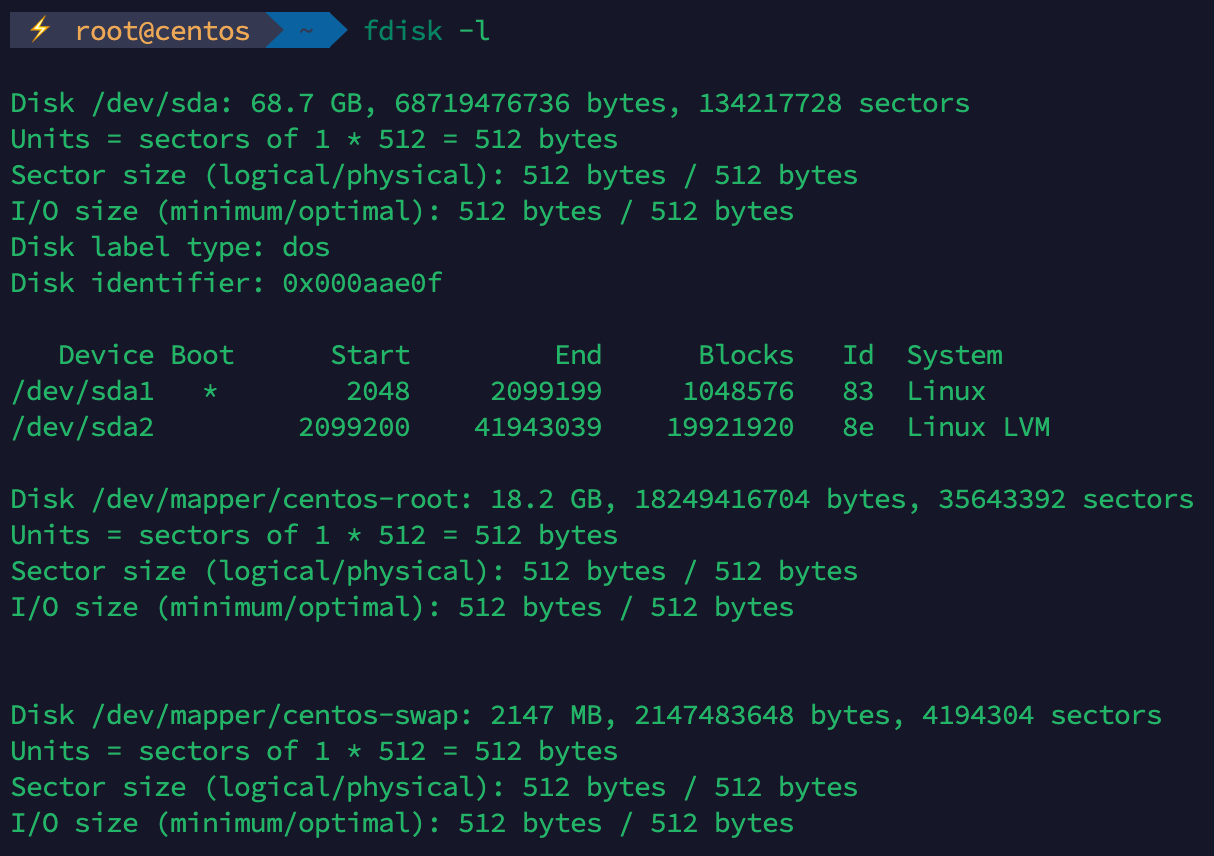 ⚡ root@centos ~ fdisk -l
Disk /dev/sda: 68.7 GB, 68719476736 bytes, 134217728 sectors
Units = sectors of 1 * 512 = 512 bytes
Sector size (logical/physical): 512 bytes / 512 bytes
I/O size (minimum/optimal): 512 bytes / 512 bytes
Disk label type: dos
Disk identifier: 0x000aae0f
   Device Boot      Start         End      Blocks   Id  System
/dev/sda1   *        2048     2099199     1048576   83  Linux
/dev/sda2         2099200    41943039    19921920   8e  Linux LVM
Disk /dev/mapper/centos-root: 18.2 GB, 18249416704 bytes, 35643392 sectors
Units = sectors of 1 * 512 = 512 bytes
Sector size (logical/physical): 512 bytes / 512 bytes
I/O size (minimum/optimal): 512 bytes / 512 bytes
Disk /dev/mapper/centos-swap: 2147 MB, 2147483648 bytes, 4194304 sectors
Units = sectors of 1 * 512 = 512 bytes
Sector size (logical/physical): 512 bytes / 512 bytes
I/O size (minimum/optimal): 512 bytes / 512 bytes